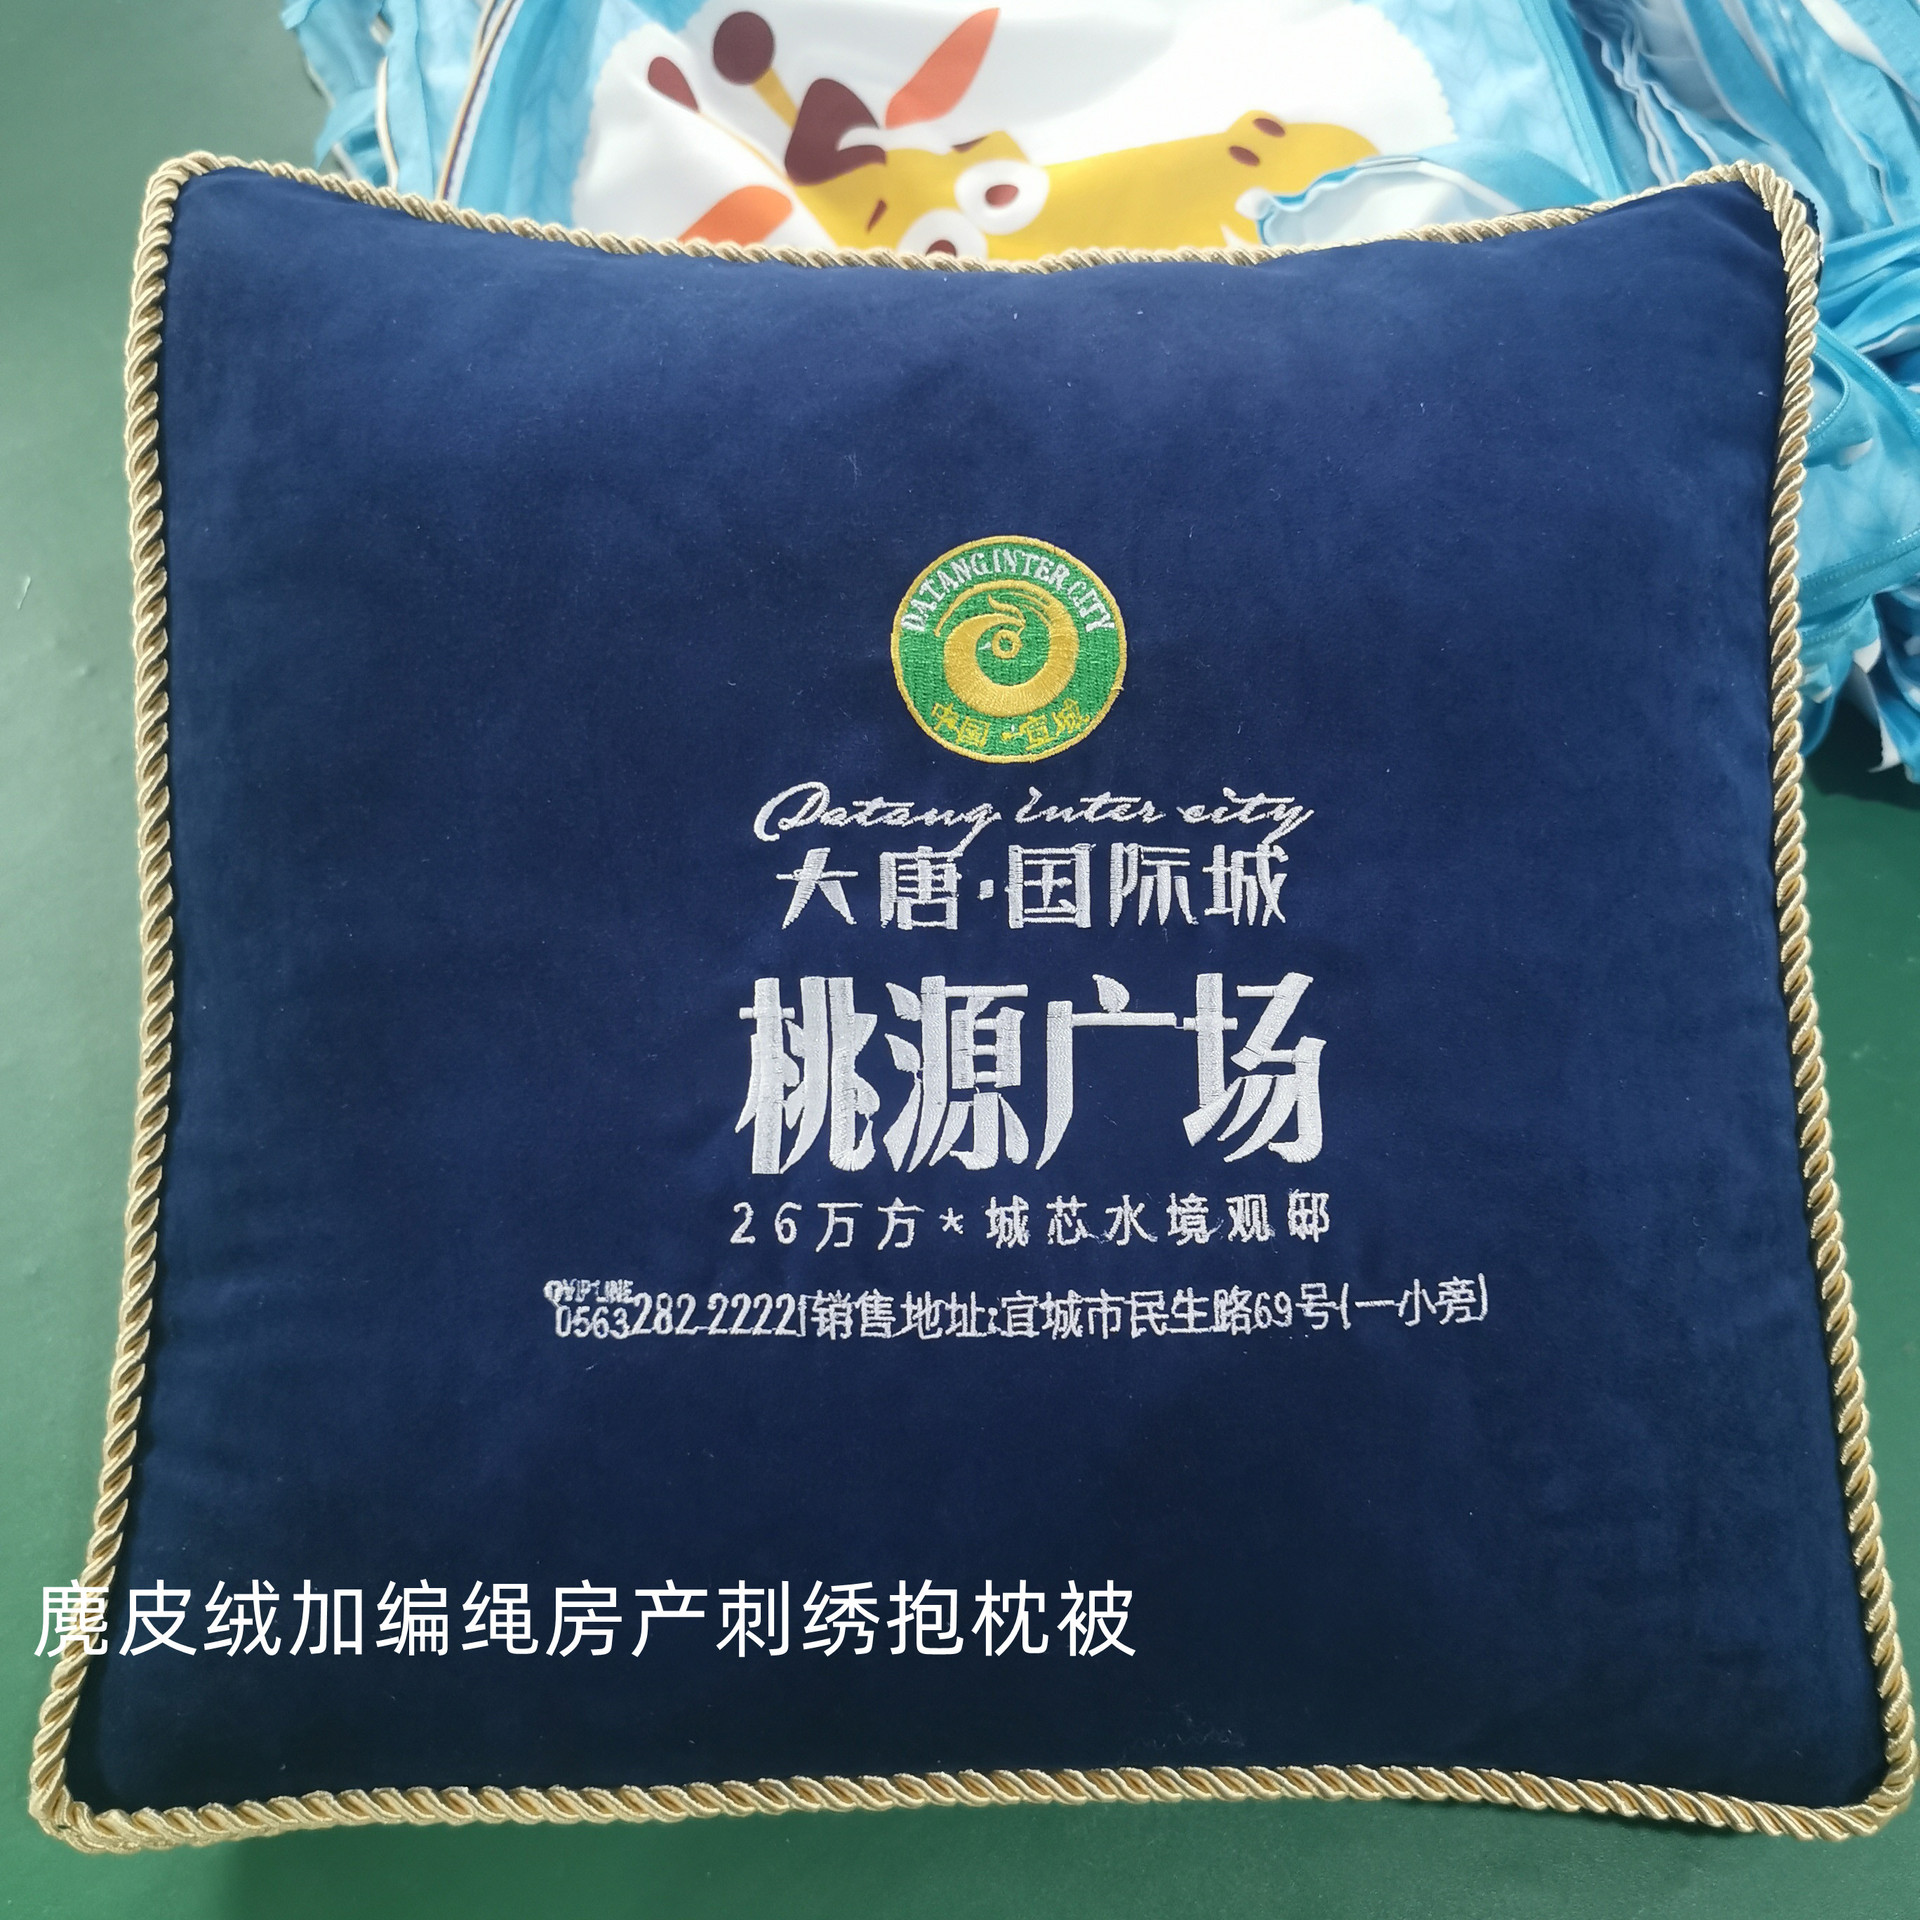 DATANG INTER CITY
中国·宣城
Datang inter city
大唐·国际城
桃源广场
26万方*城芯水境观邸
VIP LINE
0563 282 2222|销售地址:宣城市民生路69号(一小旁)
麂皮绒加编绳房产刺绣抱枕被